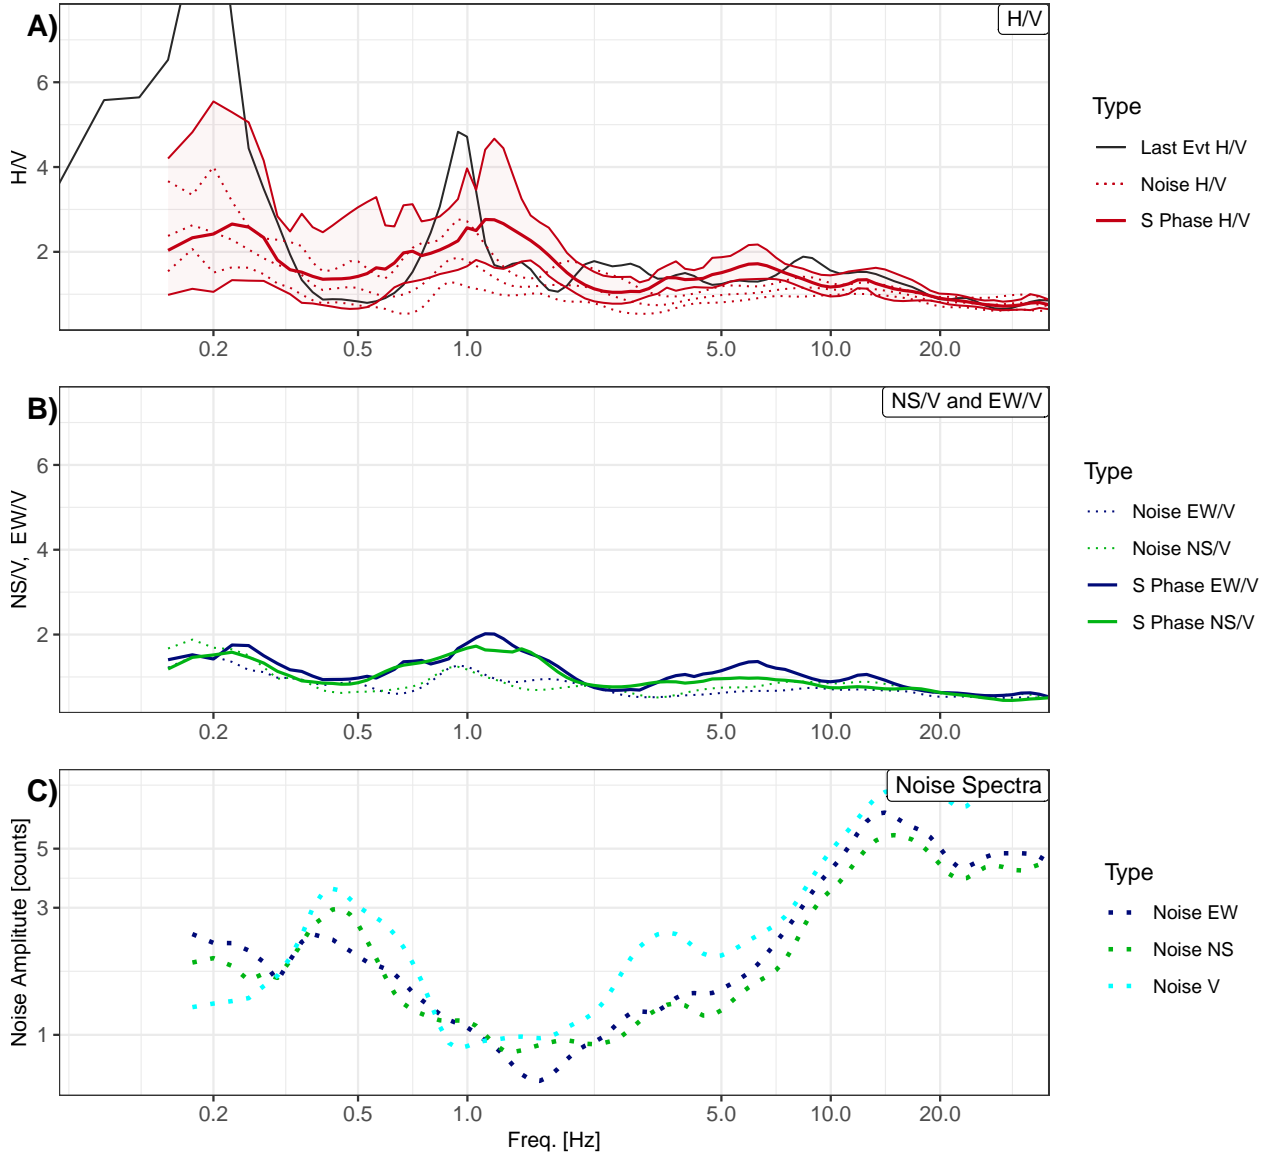 A)
H/V
H/V
6
4
2
0.2 0.5 1.0 5.0 10.0 20.0
Type
Last Evt H/V
Noise H/V
S Phase H/V
B)
NS/V and EW/V
NS/V, EW/V
6
4
2
0.2 0.5 1.0 5.0 10.0 20.0
Type
Noise EW/V
Noise NS/V
S Phase EW/V
S Phase NS/V
C)
Noise Spectra
Noise Amplitute [counts]
5
3
1
0.2 0.5 1.0 5.0 10.0 20.0
Freq. [Hz]
Type
Noise EW
Noise NS
Noise V